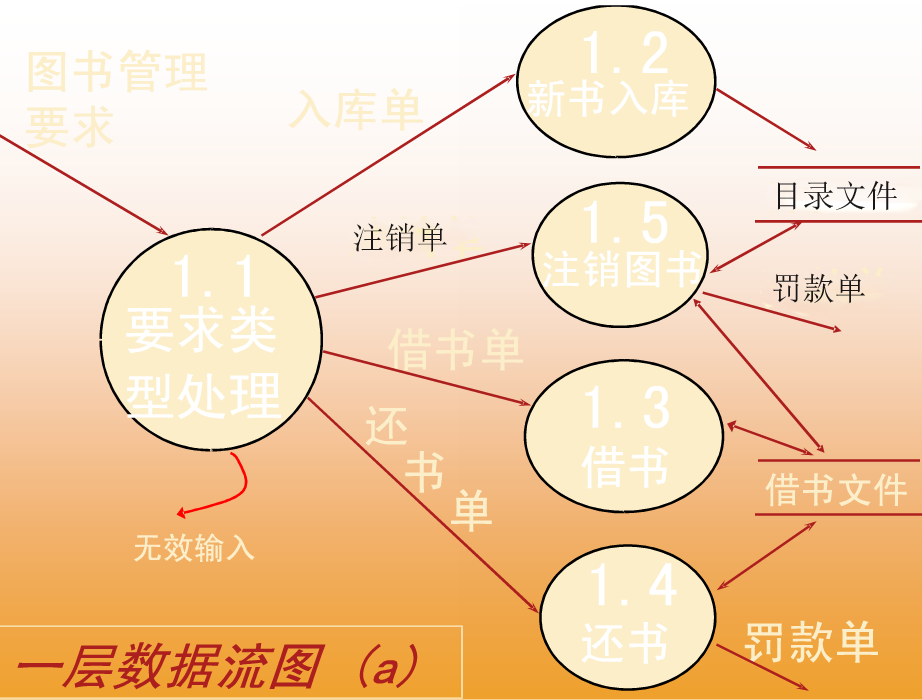 图书管理
要求
入库单
1.2
新书入库
目录文件
注销单
1.5
注销图书
1.1
要求类
型处理
罚款单
借书单
1.3
借书
还
书
单
借书文件
无效输入
1.4
还书
罚款单
一层数据流图 (a)